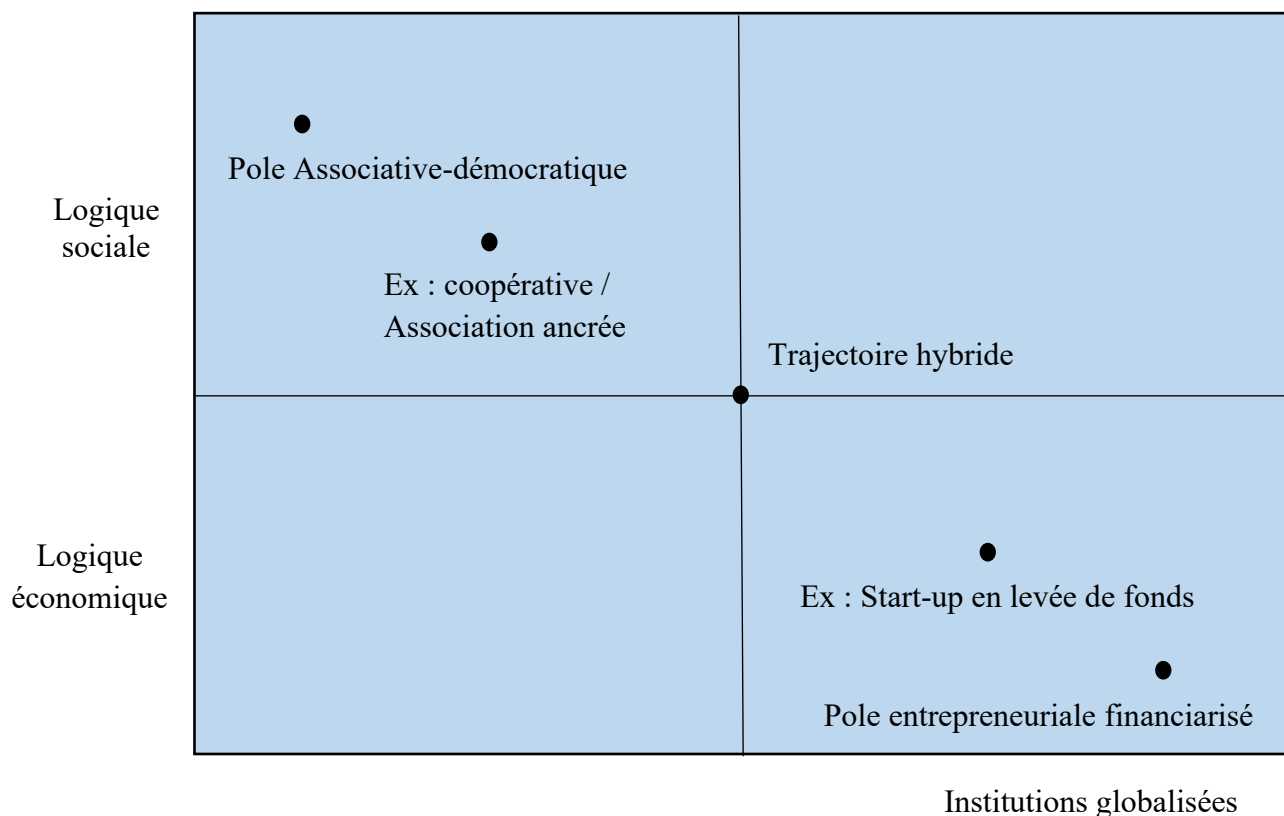 Pole Associative-démocratique
Logique
sociale
Ex : coopérative /
Association ancrée
Trajectoire hybride
Logique
économique
Ex : Start-up en levée de fonds
Pole entrepreneuriale financiarisé
Institutions globalisées